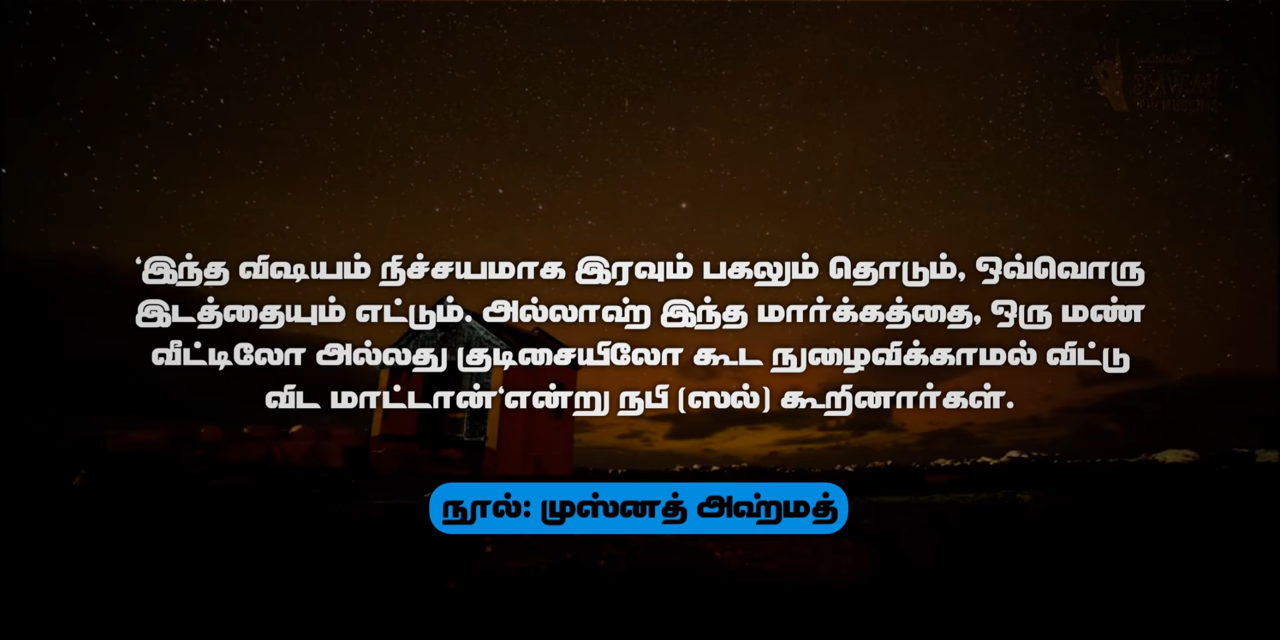 ‘இந்த விஷயம் நிச்சயமாக இரவும் பகலும் தொடும், ஒவ்வொரு
இடத்தையும் எட்டும். அல்லாஹ் இந்த மார்க்கத்தை, ஒரு மண்
வீட்டிலோ அல்லது குடிசையிலோ கூட நுழைவிக்காமல் விட்டு
விட மாட்டான்‘என்று நபி (ஸல்) கூறினார்கள்.
நூல்: முஸ்னத் அஹ்மத்